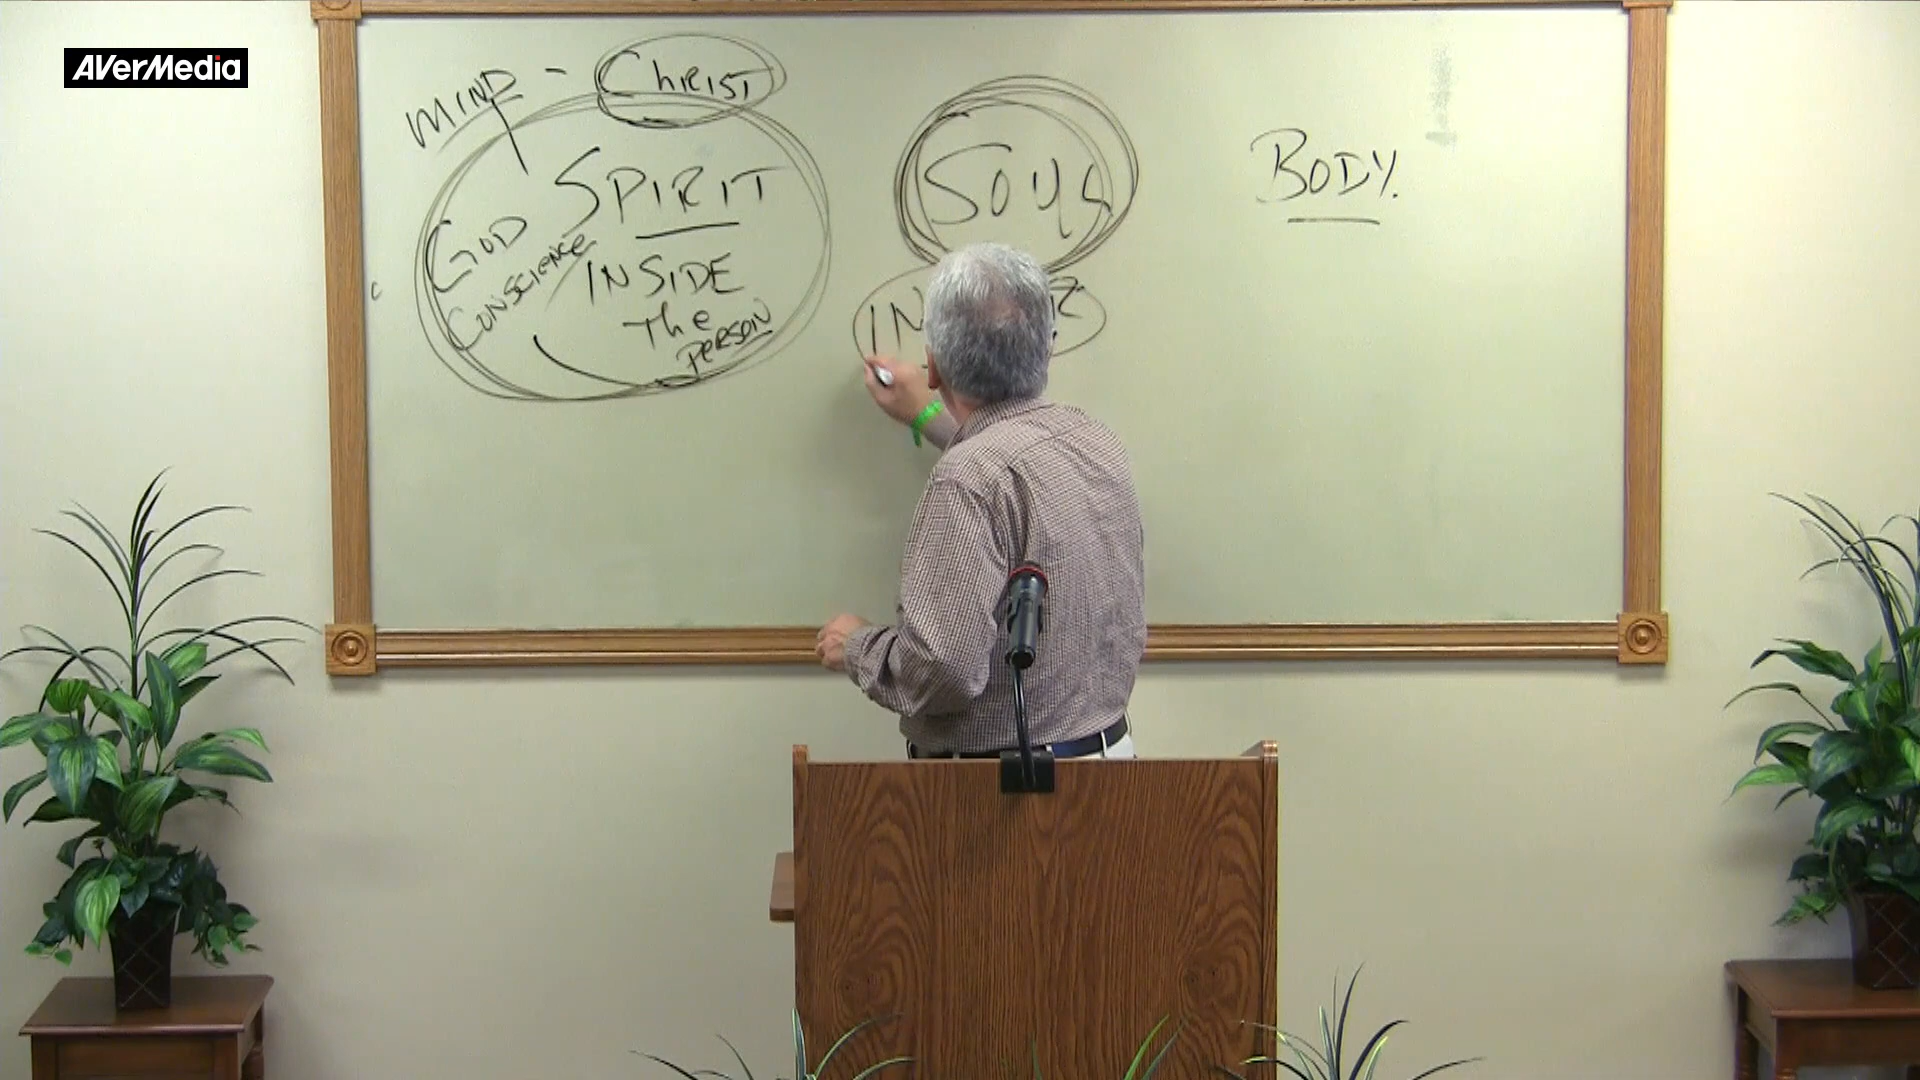 AVerMedia
MIND - CHRIST
SPIRIT
GOD
CONSCIENCE
INSIDE
The
PERSON
SOUL
BODY.